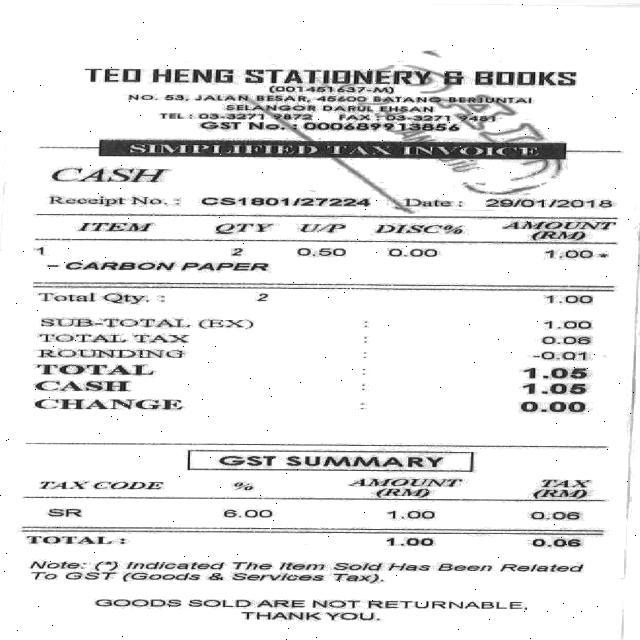 TEO HENG STATIONERY & BOOKS
(001451637-M)
NO. 53, JALAN BESAR, 45600 BATANG BERJUNTAI
SELANGOR DARUL EHSAN
TEL : 03-3271 9872 FAX : 03-3271 9481
GST No. : 000689913856
SIMPLIFIED TAX INVOICE
CASH
Receipt No. : CS1801/27224 Date : 29/01/2018
ITEM QTY U/P DISC% AMOUNT (RM)
1 2 0.50 0.00 1.00 *
- CARBON PAPER
Total Qty. : 2 1.00
SUB-TOTAL (EX) : 1.00
TOTAL TAX : 0.06
ROUNDING : -0.01
TOTAL : 1.05
CASH : 1.05
CHANGE : 0.00
GST SUMMARY
TAX CODE % AMOUNT (RM) TAX (RM)
SR 6.00 1.00 0.06
TOTAL : 1.00 0.06
Note: (*) Indicated The Item Sold Has Been Related
To GST (Goods & Services Tax).
GOODS SOLD ARE NOT RETURNABLE,
THANK YOU.